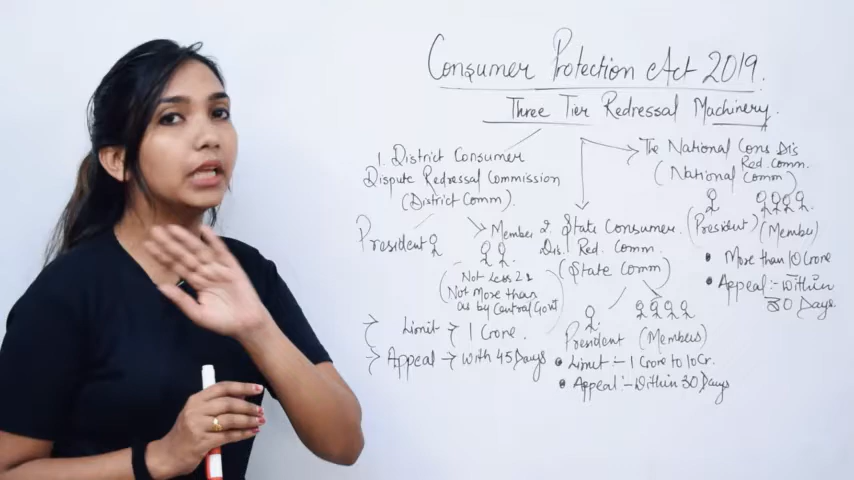 Consumer Protection Act 2019.
Three Tier Redressal Machinery.
1. District Consumer
Dispute Redressal Commission
(District Comm).
President
Member
(Not Less 2
Not More than
as by Central Govt)
Limit → 1 Crore.
Appeal → with 45 Days
2. State Consumer.
Dis. Red. Comm.
(State Comm)
President (Members)
• Limit :- 1 Crore to 10 Cr.
• Appeal :- Within 30 Days
The National Cons Dis
Red. Comm.
(National Comm)
(President) (Member)
• More than 10 Crore
• Appeal :- Within
30 Days